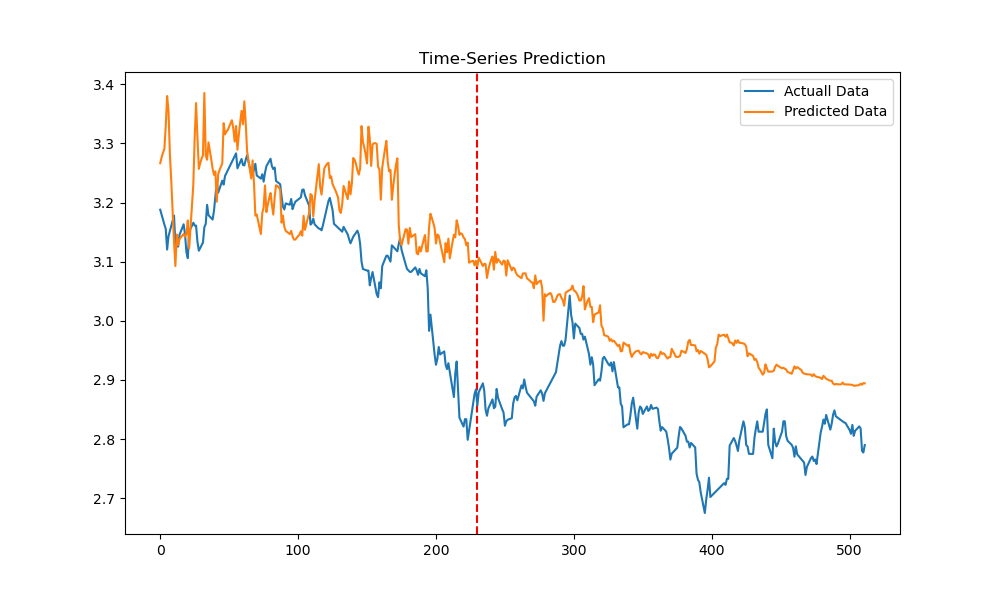 Time-Series Prediction
Actuall Data
Predicted Data
3.4
3.3
3.2
3.1
3.0
2.9
2.8
2.7
0 100 200 300 400 500